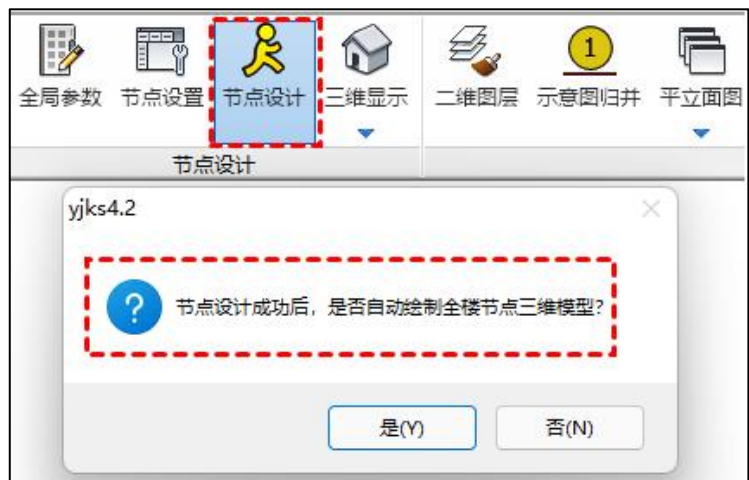 全局参数 节点设置 节点设计 三维显示 二维图层 1 示意图归并 平立面图
节点设计
yjks4.2
节点设计成功后，是否自动绘制全楼节点三维模型?
是(Y) 否(N)